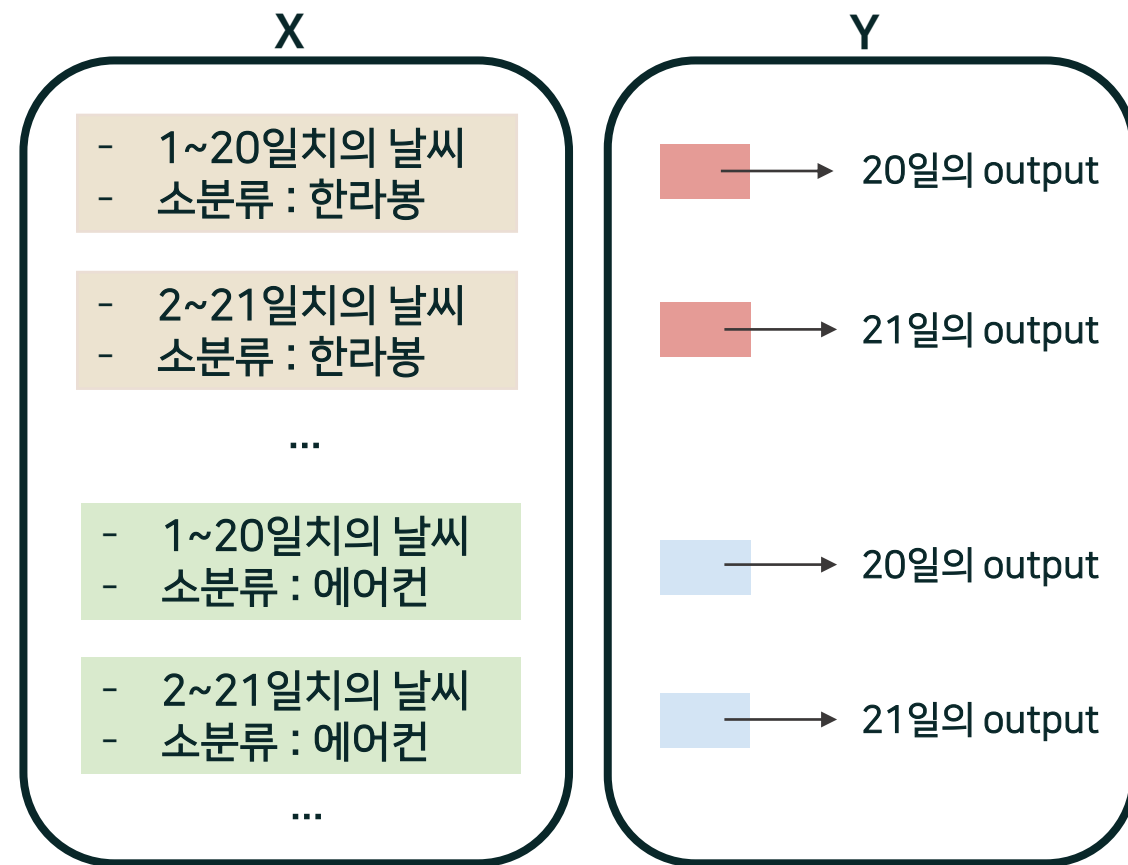 X
- 1~20일치의 날씨
- 소분류 : 한라봉
- 2~21일치의 날씨
- 소분류 : 한라봉
...
- 1~20일치의 날씨
- 소분류 : 에어컨
- 2~21일치의 날씨
- 소분류 : 에어컨
...
Y
20일의 output
21일의 output
20일의 output
21일의 output